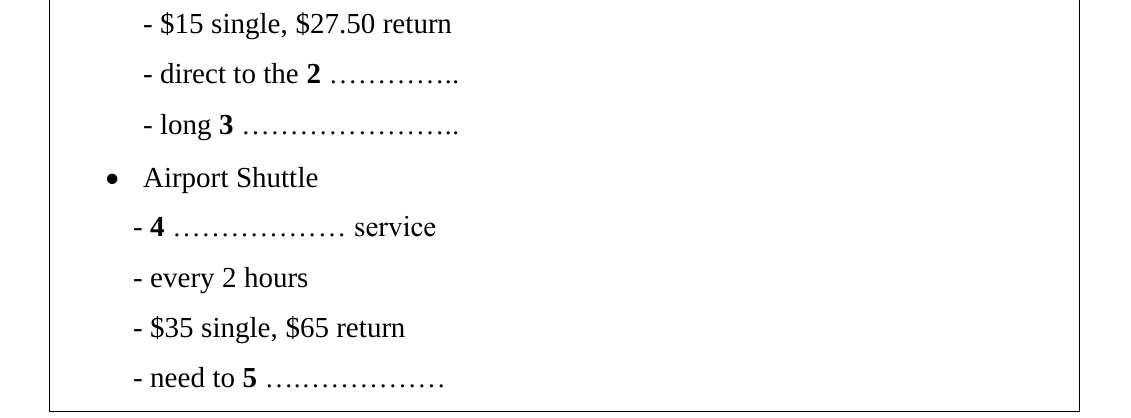 - $15 single, $27.50 return
- direct to the 2 …………..
- long 3 …………………..
• Airport Shuttle
- 4 ……………… service
- every 2 hours
- $35 single, $65 return
- need to 5 ….……………